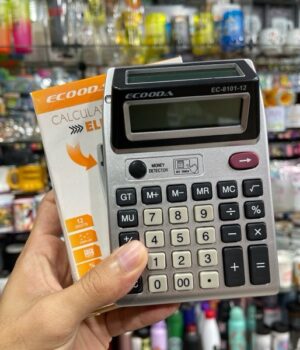 ECOODA
EC-8101-12
ECOODA
CALCULA
MONEY
DETECTOR
GT M+ M- MR MC √
MU 7 8 9 ÷ %
4 5 6 - ×
1 2 3 + =
0 00 .
12